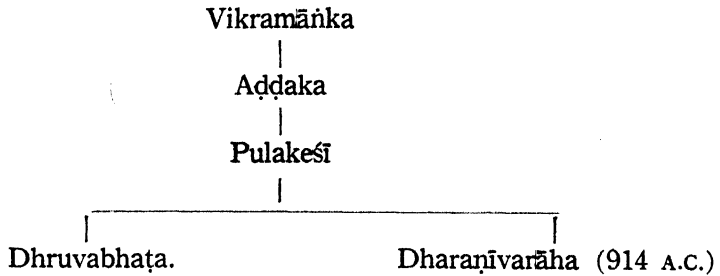 Vikramāṅka
Aḍḍaka
Pulakeśī
Dhruvabhaṭa. Dharaṇīvarāha (914 A.C.)